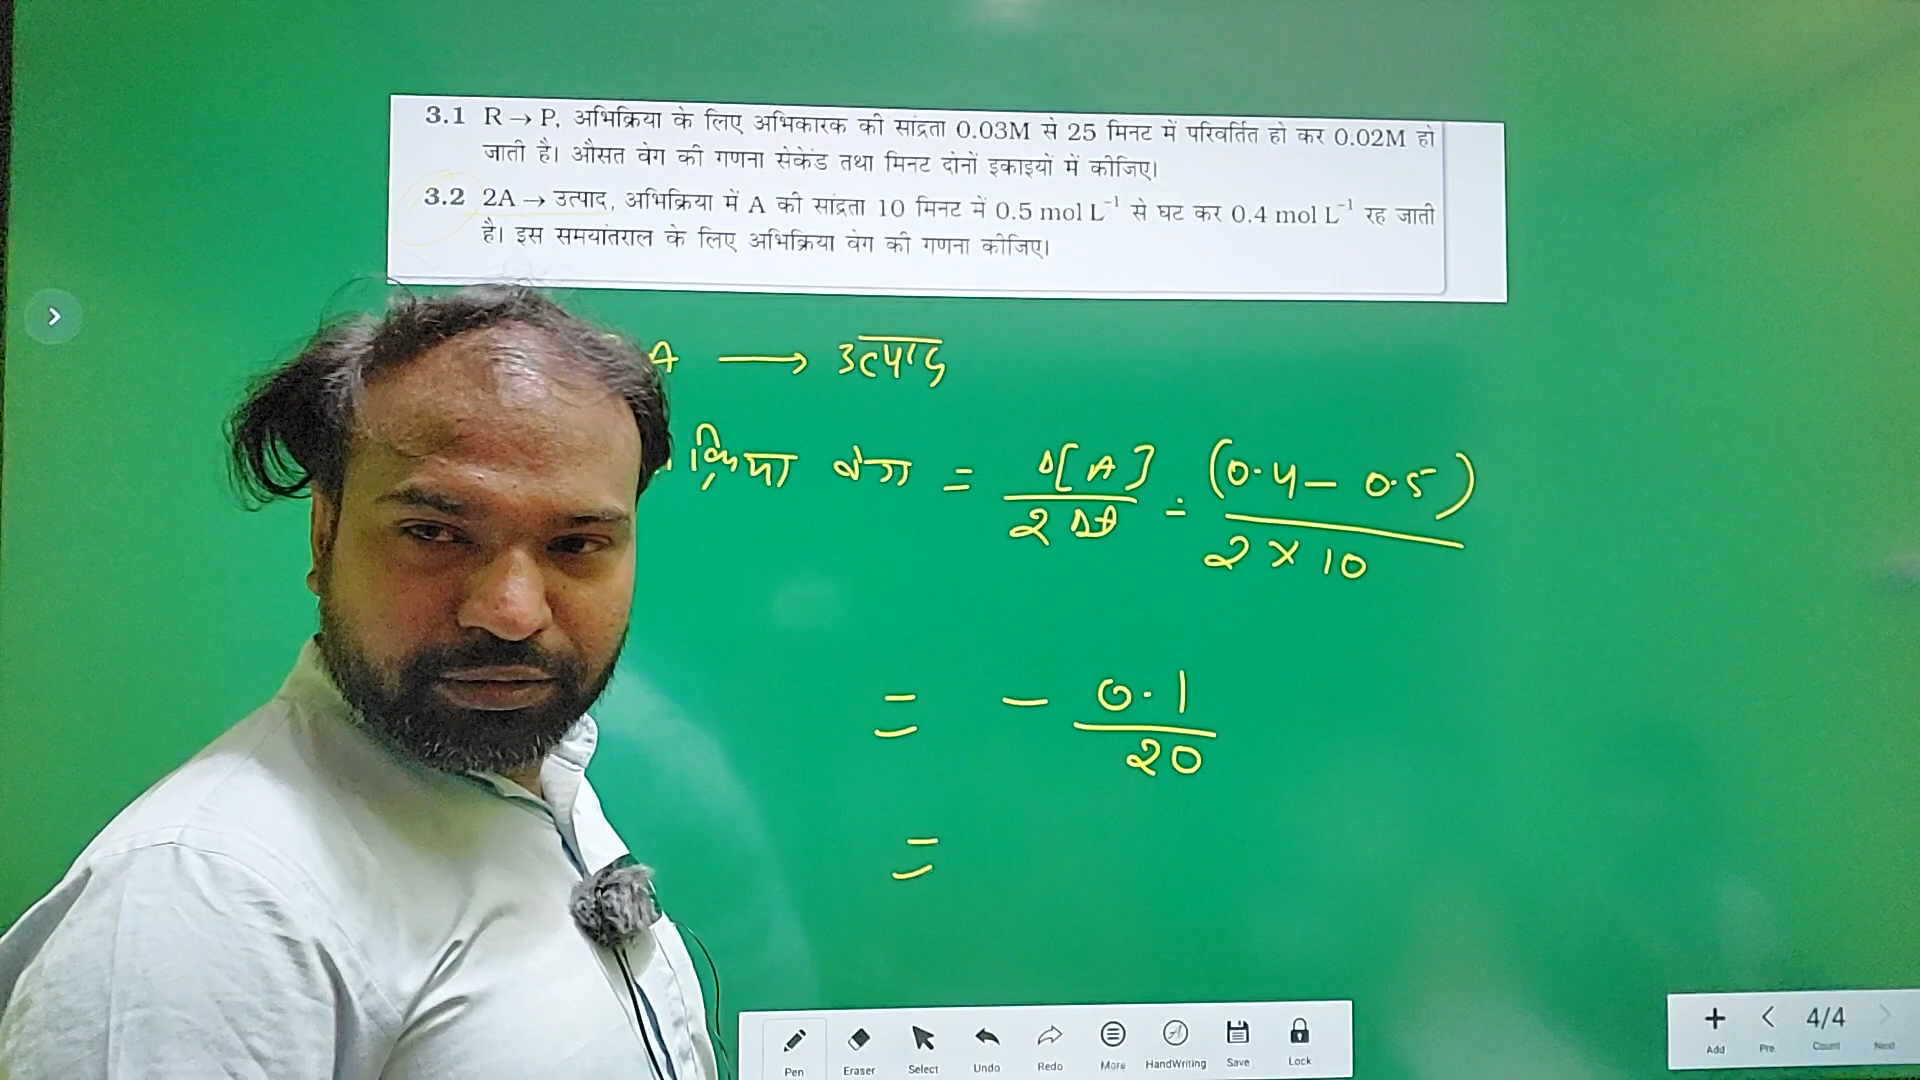 3.1 R → P, अभिक्रिया के लिए अभिकारक की सांद्रता 0.03M से 25 मिनट में परिवर्तित हो कर 0.02M हो
जाती है। औसत वेग की गणना सेकेंड तथा मिनट दोनों इकाइयों में कीजिए।
3.2 2A → उत्पाद, अभिक्रिया में A की सांद्रता 10 मिनट में 0.5 mol L⁻¹ से घट कर 0.4 mol L⁻¹ रह जाती
है। इस समयांतराल के लिए अभिक्रिया वेग की गणना कीजिए।
A → उत्पाद
क्रिया वेग = Δ[A] / 2 Δt = (0.4 - 0.5) / 2 × 10
= - 0.1 / 20
=
Pen Eraser Select Undo Redo More HandWriting Save Lock
4/4
Add Pre Count Next